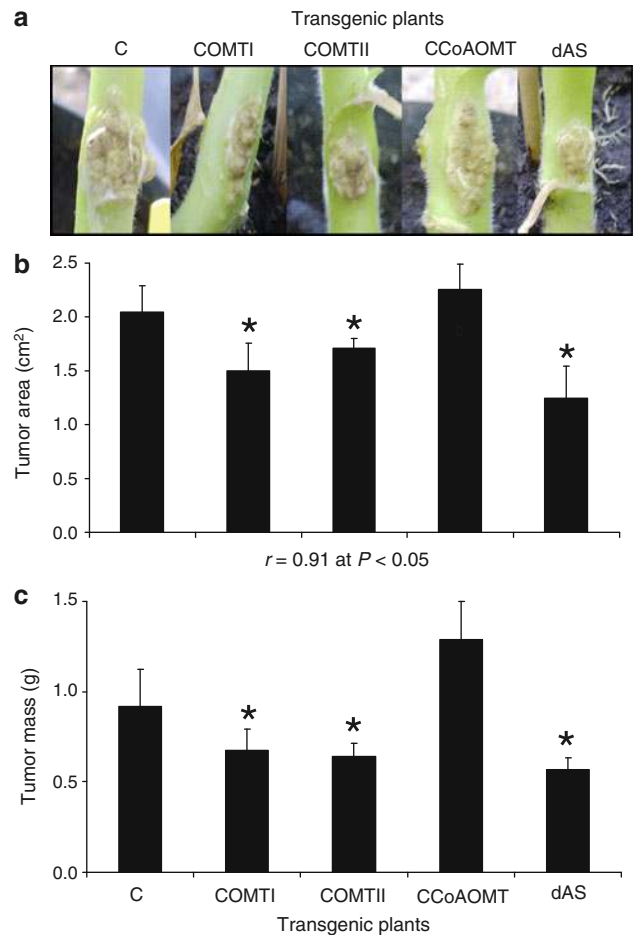 a
Transgenic plants
C COMTI COMTII CCoAOMT dAS
b
2.5
2.0
1.5
1.0
0.5
0.0
Tumor area (cm²)
* * *
r = 0.91 at P < 0.05
c
1.5
1.0
0.5
0.0
Tumor mass (g)
* * *
C COMTI COMTII CCoAOMT dAS
Transgenic plants